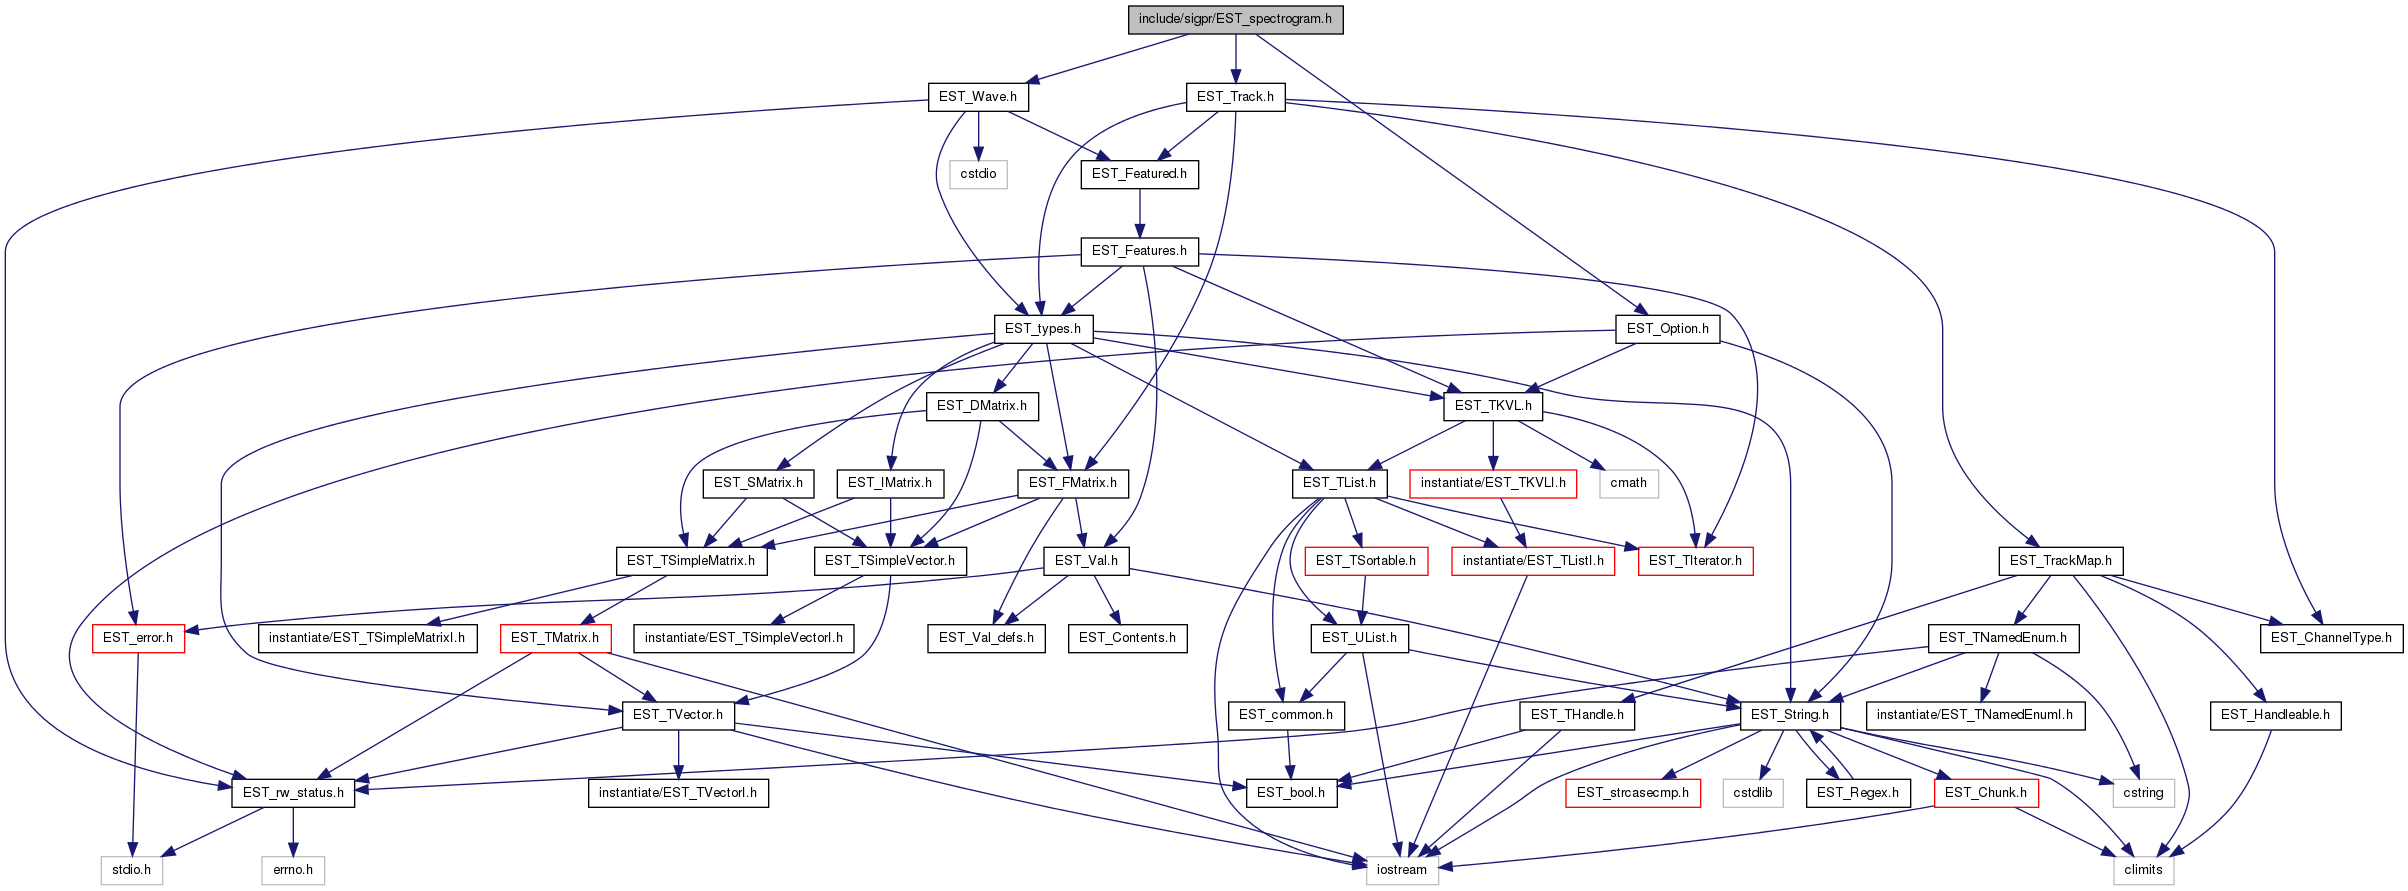 include/sigpr/EST_spectrogram.h
EST_Wave.h
EST_Track.h
cstdio
EST_Featured.h
EST_Features.h
EST_types.h
EST_Option.h
EST_DMatrix.h
EST_TKVL.h
EST_SMatrix.h
EST_IMatrix.h
EST_FMatrix.h
EST_TList.h
instantiate/EST_TKVLI.h
cmath
EST_TSimpleMatrix.h
EST_TSimpleVector.h
EST_Val.h
EST_TSortable.h
instantiate/EST_TListI.h
EST_TIterator.h
EST_TrackMap.h
EST_error.h
instantiate/EST_TSimpleMatrixI.h
EST_TMatrix.h
instantiate/EST_TSimpleVectorI.h
EST_Val_defs.h
EST_Contents.h
EST_UList.h
EST_TNamedEnum.h
EST_ChannelType.h
EST_TVector.h
EST_common.h
EST_THandle.h
EST_String.h
instantiate/EST_TNamedEnumI.h
EST_Handleable.h
EST_rw_status.h
instantiate/EST_TVectorI.h
EST_bool.h
EST_strcasecmp.h
cstdlib
EST_Regex.h
EST_Chunk.h
cstring
stdio.h
errno.h
iostream
climits